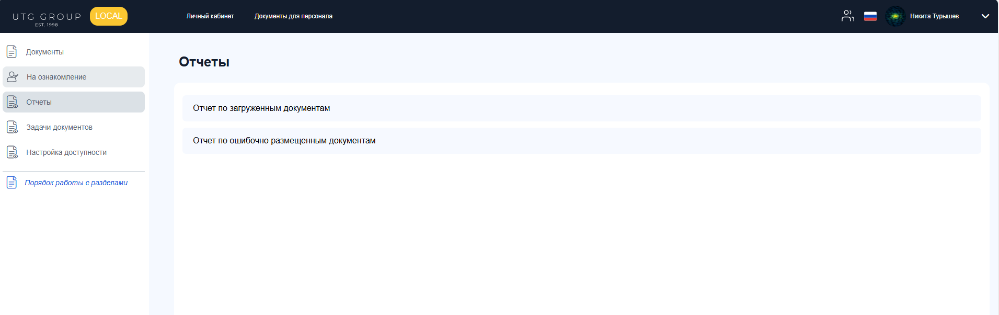 UTG GROUP
EST. 1998
LOCAL
Личный кабинет
Документы для персонала
Никита Турышев
Документы
На ознакомление
Отчеты
Задачи документов
Настройка доступности
Порядок работы с разделами
Отчеты
Отчет по загруженным документам
Отчет по ошибочно размещенным документам